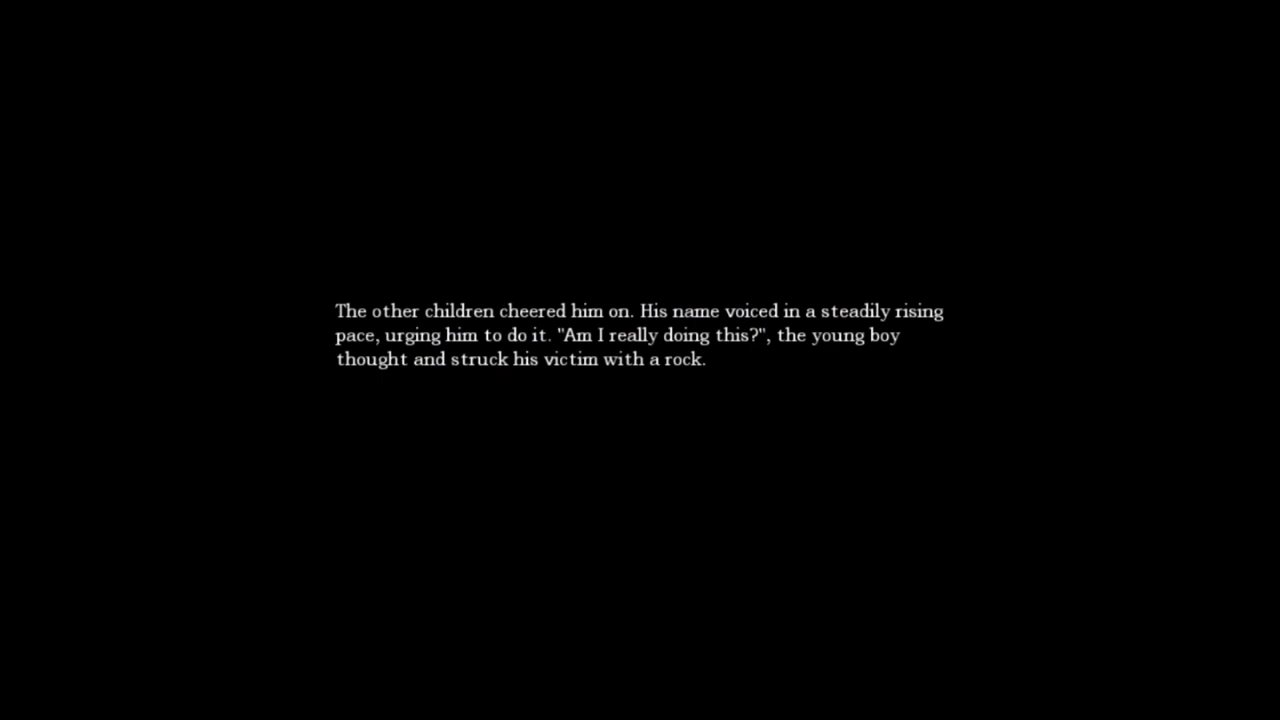 The other children cheered him on. His name voiced in a steadily rising
pace, urging him to do it. "Am I really doing this?", the young boy
thought and struck his victim with a rock.